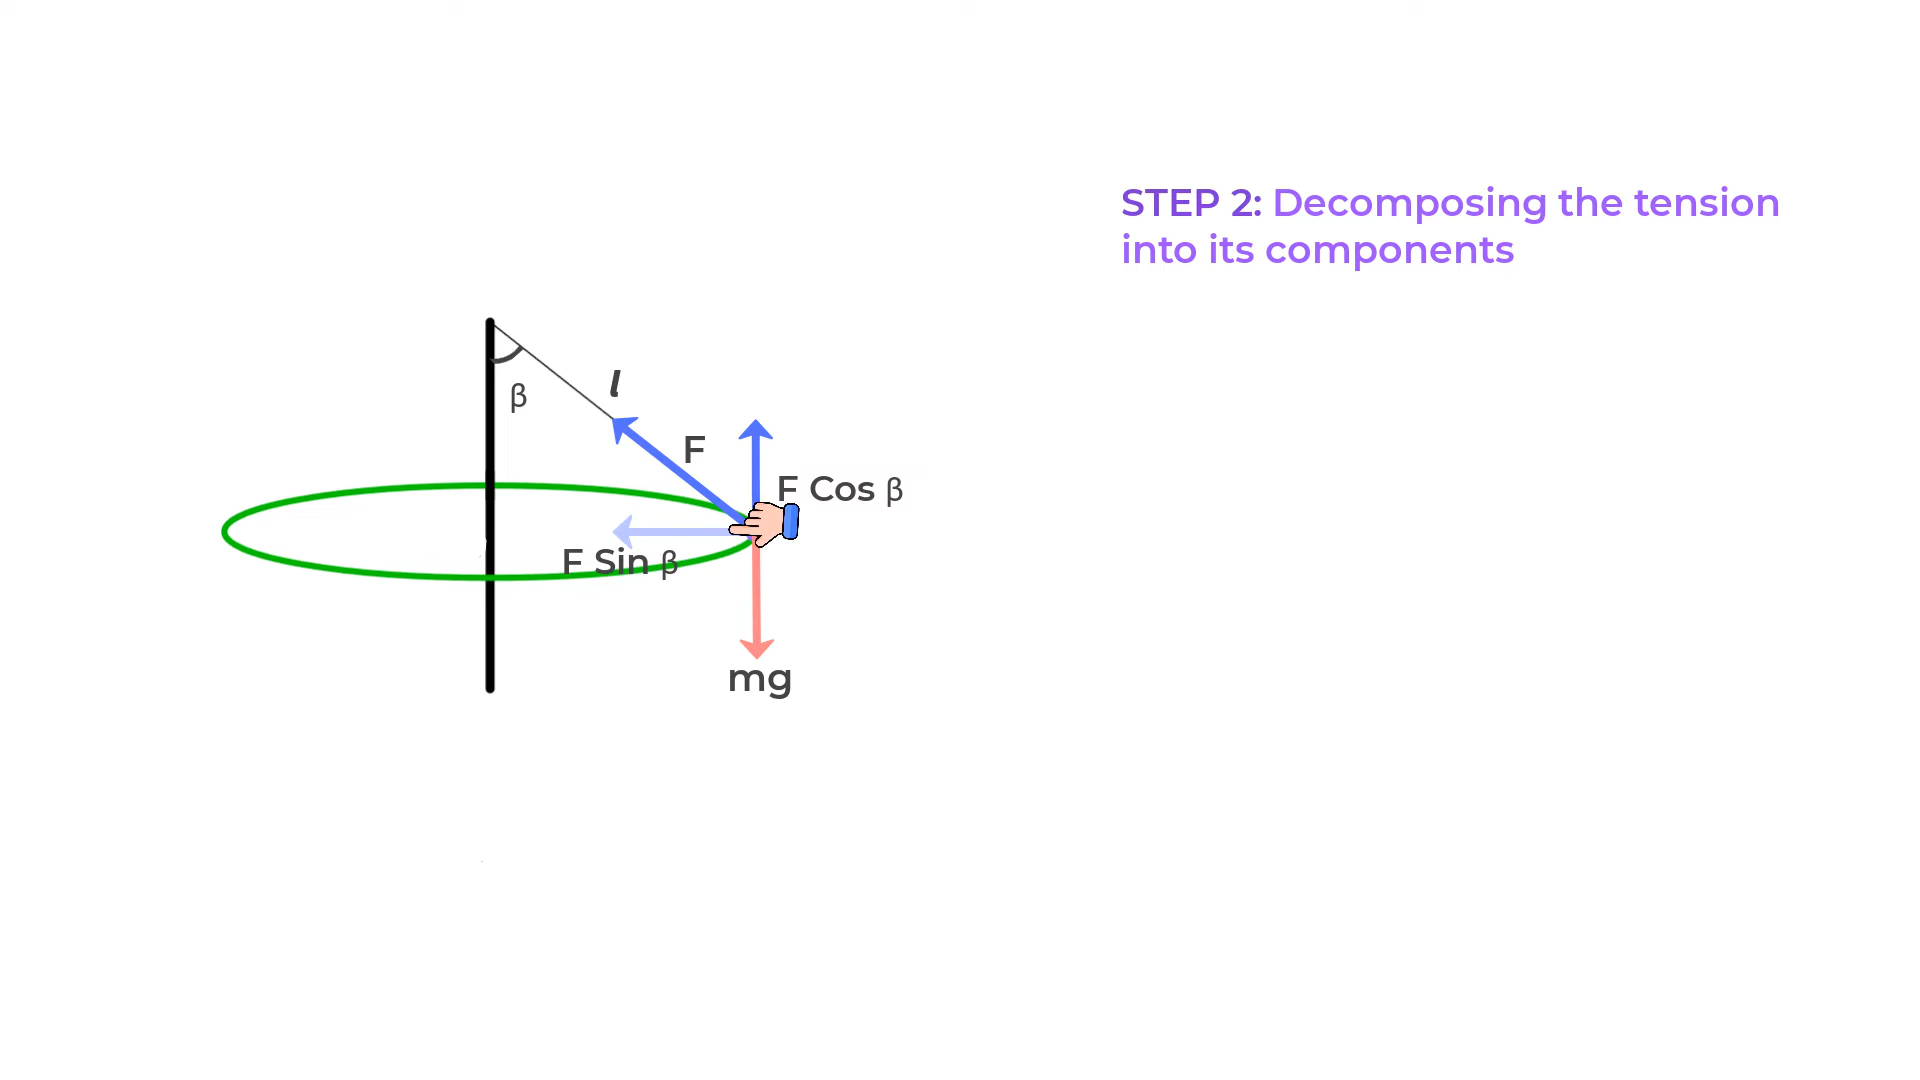 STEP 2: Decomposing the tension
into its components
l
β
F
F Cos β
F Sin β
mg